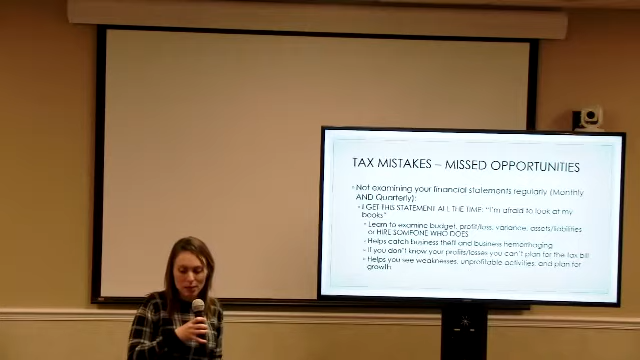 TAX MISTAKES – MISSED OPPORTUNITIES
Not examining your financial statements regularly (Monthly
AND Quarterly):
I GET THIS STATEMENT ALL THE TIME: "I'm afraid to look at my
books"
Learn to examine budget, profit/loss, variance, assets/liabilities
or HIRE SOMEONE WHO DOES
Helps catch business theft and business hemorrhaging
If you don't know your profits/losses you can't plan for the tax bill
Helps you see weaknesses, unprofitable activities, and plan for
growth